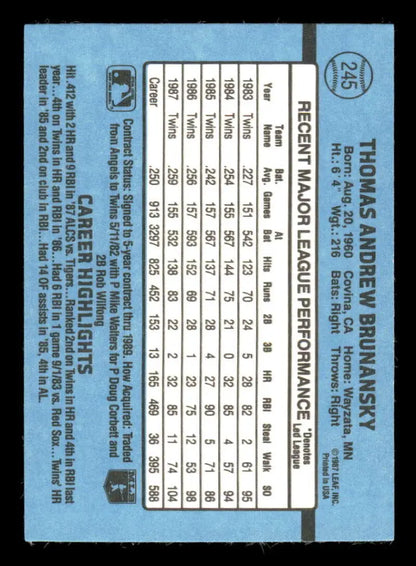 245
THOMAS ANDREW BRUNANSKY
Born: Aug. 20, 1960 Covina, CA Home: Wayzata, MN
Ht.: 6' 4" Wgt.: 216 Bats: Right Throws: Right
© 1987 LEAF, INC.
Printed in USA
RECENT MAJOR LEAGUE PERFORMANCE
*Denotes
Led League
Team Bat. At
Year Name Avg. Games Bat Hits Runs 2B 3B HR RBI Steal Walk SO
1983 Twins .227 151 542 123 70 24 5 28 82 2 61 95
1984 Twins .254 155 567 144 75 21 0 32 85 4 57 94
1985 Twins .242 157 567 137 71 28 4 27 90 5 71 86
1986 Twins .256 157 593 152 69 28 1 23 75 12 53 98
1987 Twins .259 155 532 138 83 22 2 32 85 11 74 104
Career .250 913 3297 825 452 153 13 165 469 36 395 588
Contract Status: Signed a 5-year contract thru 1989. How Acquired: Traded
from Angels to Twins 5/11/82 with P Mike Walters for P Doug Corbett and
2B Rob Wilfong
CAREER HIGHLIGHTS
Hit .412 with 2 HR and 9 RBI in '87 ALCS vs. Tigers... Ranked 2nd on Twins in HR and 4th in RBI last
year... 4th on Twins in HR and RBI in '86... Had 6 RBI in 1 game 9/1/83 vs. Red Sox... Twins' HR
leader in '85 and 2nd on club in RBI... Had 14 OF assists in '85, 4th in AL.